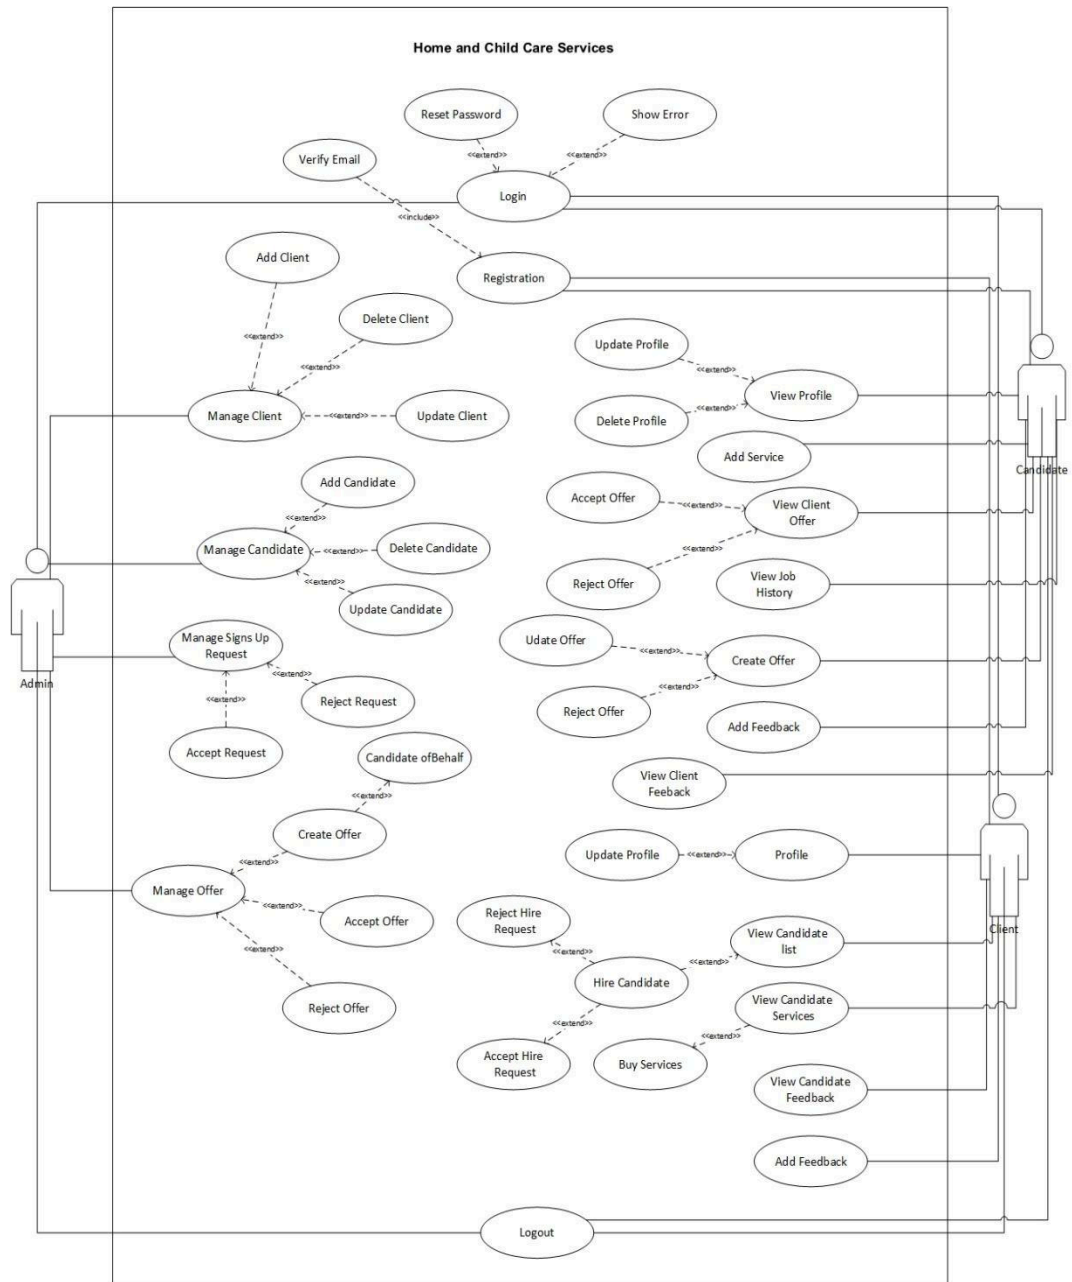 Home and Child Care Services
Reset Password
Show Error
<<extend>>
<<extend>>
Verify Email
Login
<<include>>
Add Client
Registration
Delete Client
<<extend>>
Update Profile
<<extend>>
<<extend>>
View Profile
Manage Client
<<extend>>
Update Client
<<extend>>
Delete Profile
Add Service
Candidate
Add Candidate
Accept Offer
<<extend>>
View Client
Offer
<<extend>>
Manage Candidate
<<extend>>
Delete Candidate
<<extend>>
Reject Offer
View Job
History
<<extend>>
Update Candidate
Manage Signs Up
Request
Udate Offer
<<extend>>
Create Offer
Admin
<<extend>>
Reject Request
<<extend>>
<<extend>>
Reject Offer
Add Feedback
Accept Request
Candidate ofBehalf
View Client
Feeback
<<extend>>
Create Offer
Update Profile
<<extend>>
Profile
<<extend>>
Manage Offer
<<extend>>
Accept Offer
Reject Hire
Request
View Candidate
list
Client
<<extend>>
<<extend>>
<<extend>>
Hire Candidate
Reject Offer
View Candidate
Services
<<extend>>
<<extend>>
Accept Hire
Request
Buy Services
View Candidate
Feedback
Add Feedback
Logout